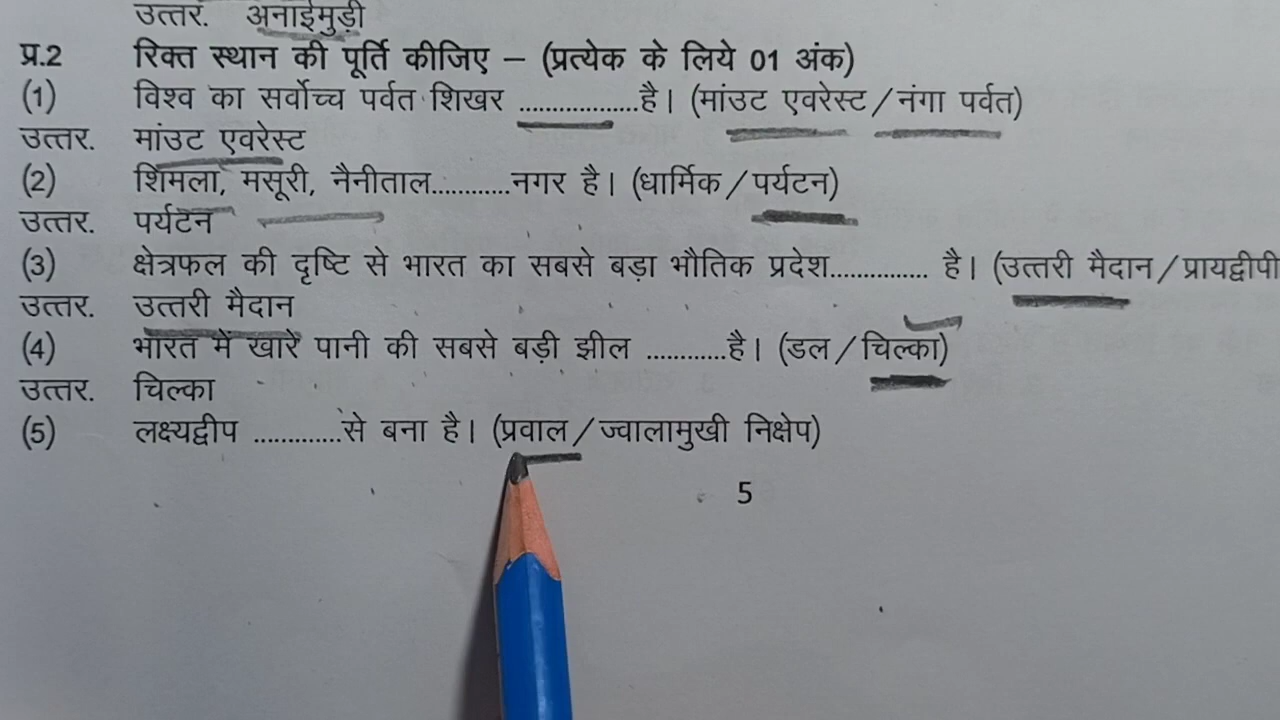 उत्तर. अनाईमुड़ी
प्र.2 रिक्त स्थान की पूर्ति कीजिए – (प्रत्येक के लिये 01 अंक)
(1) विश्व का सर्वोच्च पर्वत शिखर .................है। (मांउट एवरेस्ट/नंगा पर्वत)
उत्तर. मांउट एवरेस्ट
(2) शिमला, मसूरी, नैनीताल............नगर है। (धार्मिक/पर्यटन)
उत्तर. पर्यटन
(3) क्षेत्रफल की दृष्टि से भारत का सबसे बड़ा भौतिक प्रदेश............... है। (उत्तरी मैदान/प्रायद्वीपी
उत्तर. उत्तरी मैदान
(4) भारत में खारे पानी की सबसे बड़ी झील ............है। (डल/चिल्का)
उत्तर. चिल्का
(5) लक्ष्यद्वीप .............से बना है। (प्रवाल/ज्वालामुखी निक्षेप)
5